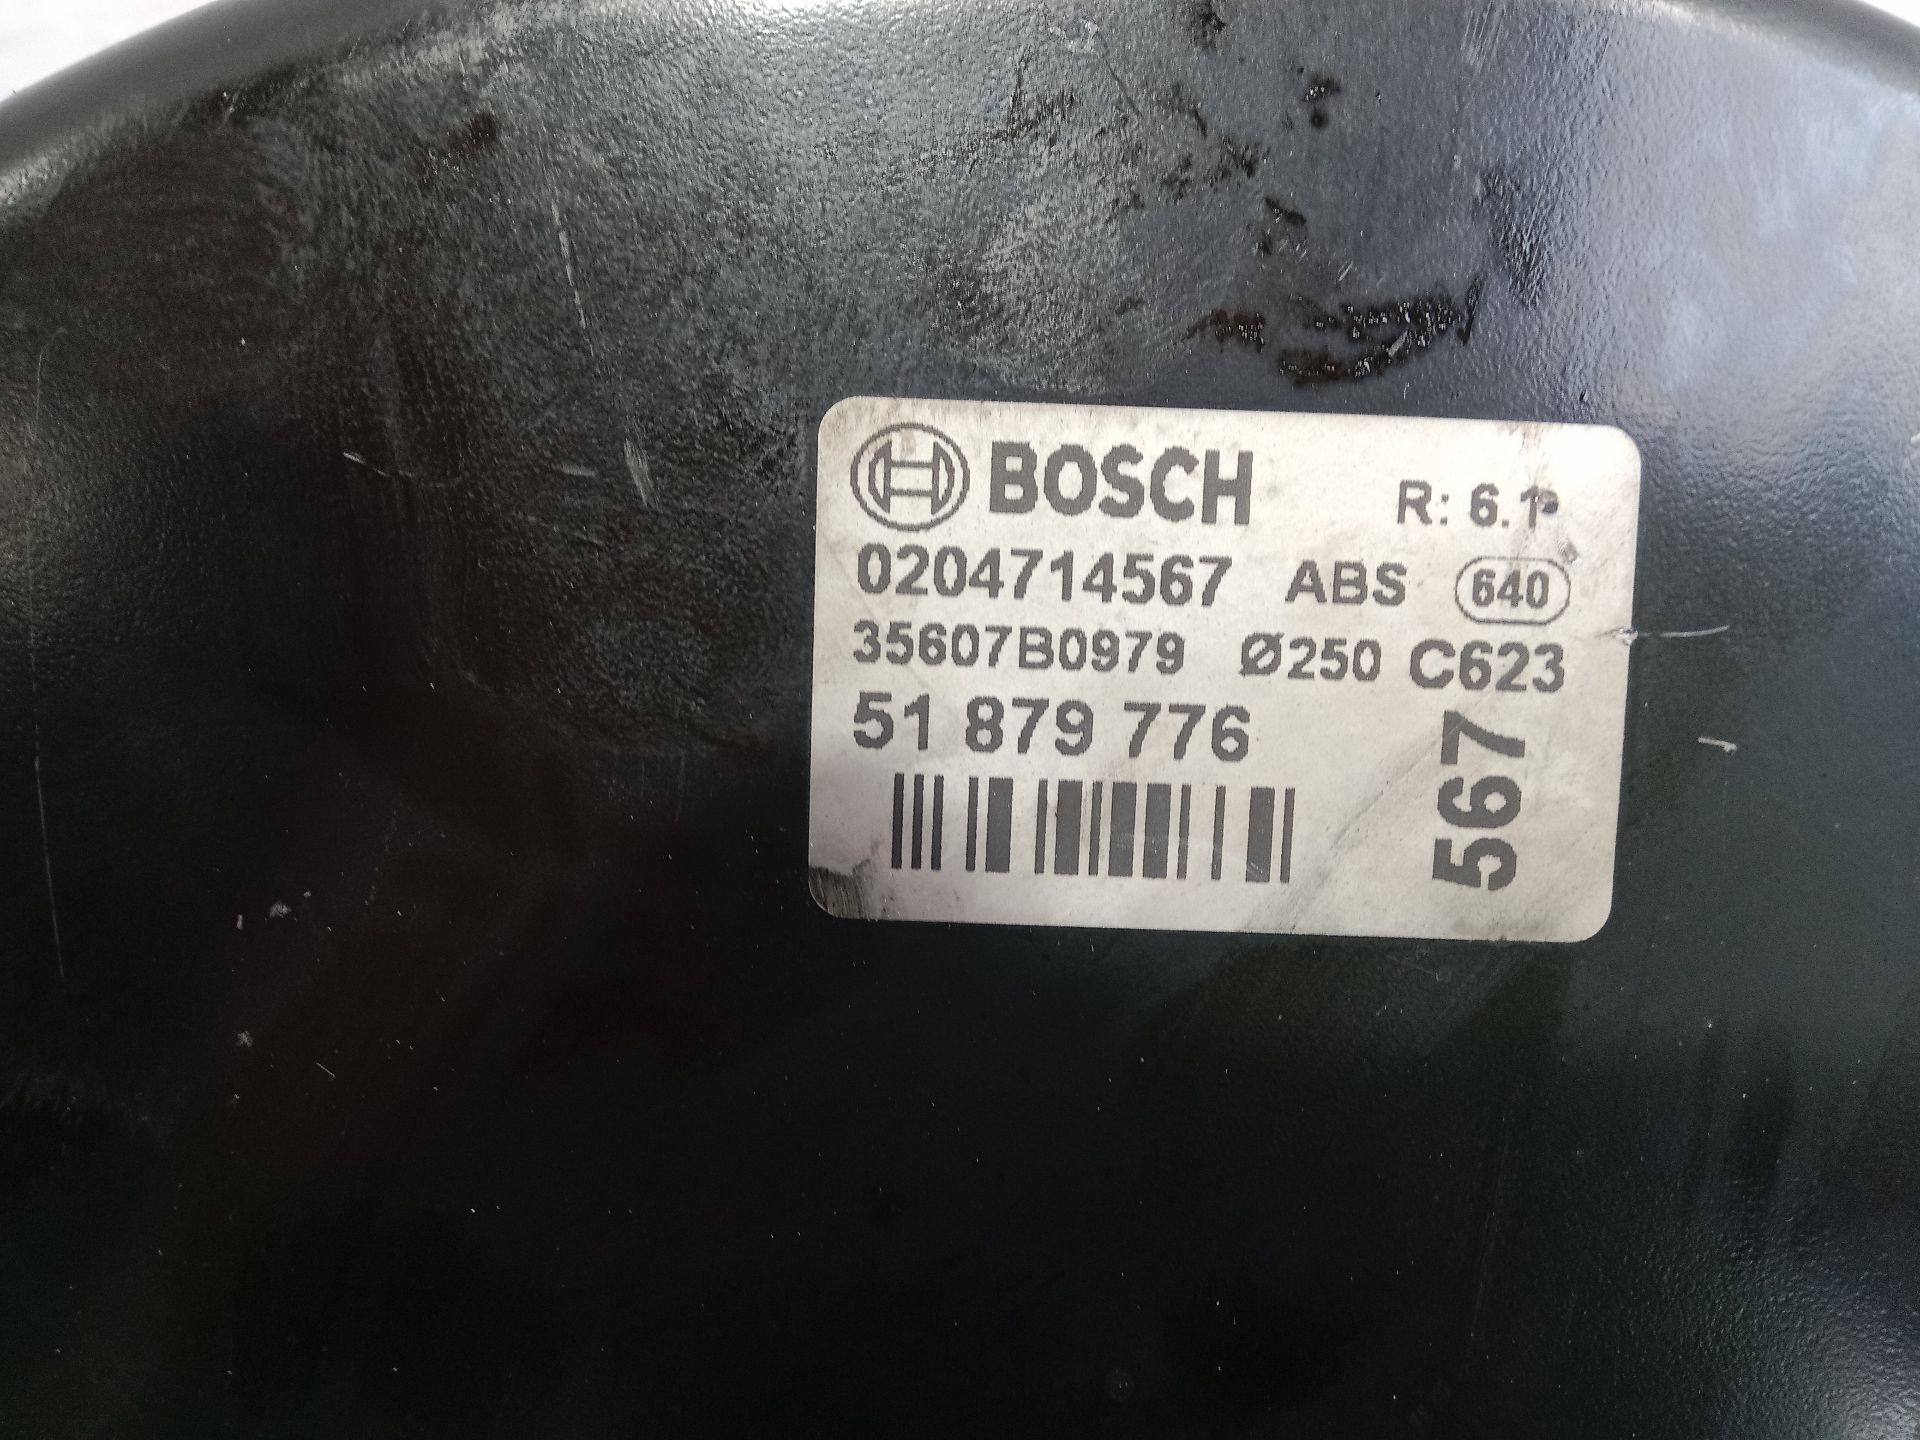 BOSCH R: 6.1
0204714567 ABS 640
35607B0979 Ø250 C623
51 879 776
567